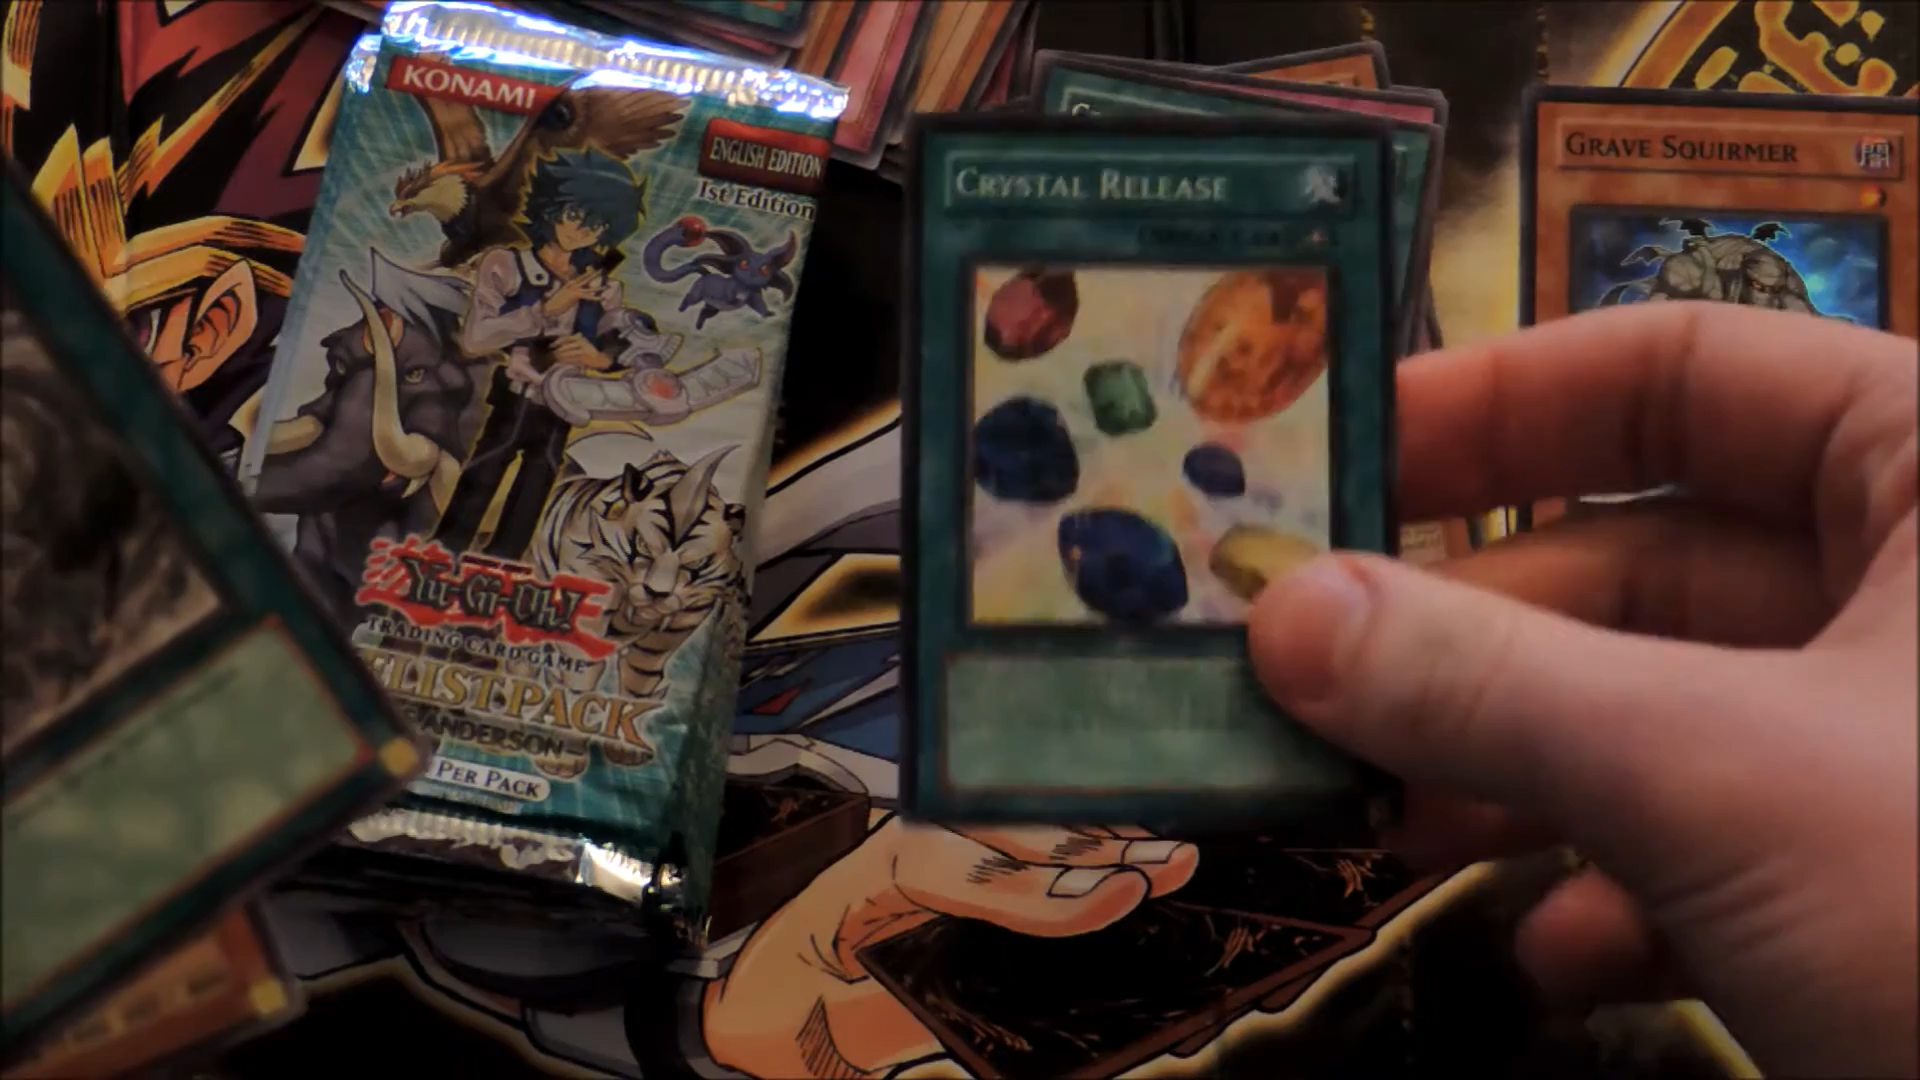 KONAMI
ENGLISH EDITION
1st Edition
Yu-Gi-Oh!
TRADING CARD GAME
ELIST PACK
ANDERSON
PER PACK
CRYSTAL RELEASE
GRAVE SQUIRMER